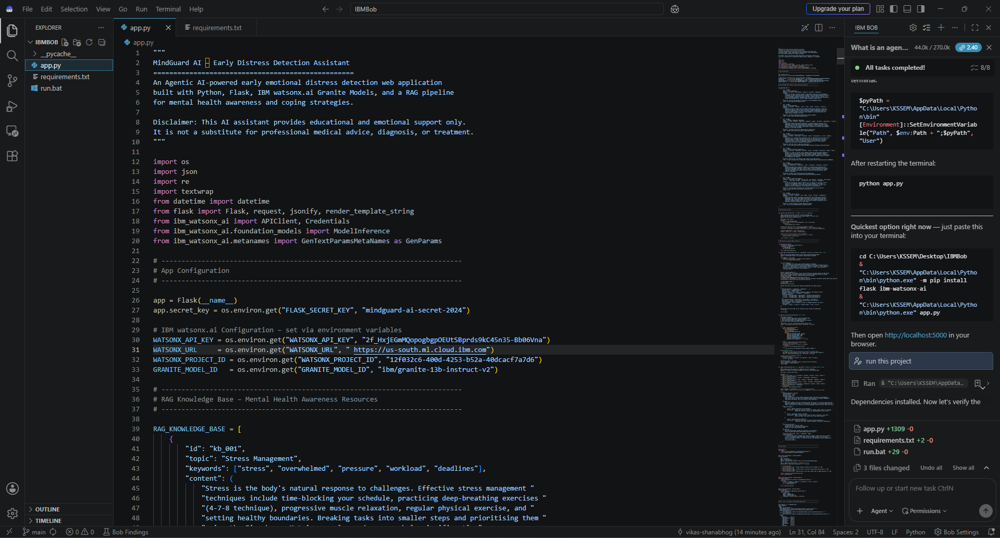 File Edit Selection View Go Run Terminal Help
IBMBob
Upgrade your plan
EXPLORER
IBMBOB
__pycache__
app.py
requirements.txt
run.bat
OUTLINE
TIMELINE
app.py
requirements.txt
app.py
1 """
2 MindGuard AI – Early Distress Detection Assistant
3 ==================================================
4 An Agentic AI-powered early emotional distress detection web application
5 built with Python, Flask, IBM watsonx.ai Granite Models, and a RAG pipeline
6 for mental health awareness and coping strategies.
7
8 Disclaimer: This AI assistant provides educational and emotional support only.
9 It is not a substitute for professional medical advice, diagnosis, or treatment.
10 """
11
12 import os
13 import json
14 import re
15 import textwrap
16 from datetime import datetime
17 from flask import Flask, request, jsonify, render_template_string
18 from ibm_watsonx_ai import APIClient, Credentials
19 from ibm_watsonx_ai.foundation_models import ModelInference
20 from ibm_watsonx_ai.metanames import GenTextParamsMetaNames as GenParams
21
22 # ---------------------------------------------------------------------------
23 # App Configuration
24 # ---------------------------------------------------------------------------
25
26 app = Flask(__name__)
27 app.secret_key = os.environ.get("FLASK_SECRET_KEY", "mindguard-ai-secret-2024")
28
29 # IBM watsonx.ai Configuration – set via environment variables
30 WATSONX_API_KEY = os.environ.get("WATSONX_API_KEY", "2f_HxjEGmMQopogbgpOEUtSBprds9kC45n35-Bb06Vna")
31 WATSONX_URL = os.environ.get("WATSONX_URL", " https://us-south.ml.cloud.ibm.com")
32 WATSONX_PROJECT_ID = os.environ.get("WATSONX_PROJECT_ID", "12f032c6-400d-4253-b52a-40dcacf7a7d6")
33 GRANITE_MODEL_ID = os.environ.get("GRANITE_MODEL_ID", "ibm/granite-13b-instruct-v2")
34
35 # ---------------------------------------------------------------------------
36 # RAG Knowledge Base – Mental Health Awareness Resources
37 # ---------------------------------------------------------------------------
38
39 RAG_KNOWLEDGE_BASE = [
40 {
41 "id": "kb_001",
42 "topic": "Stress Management",
43 "keywords": ["stress", "overwhelmed", "pressure", "workload", "deadlines"],
44 "content": (
45 "Stress is the body's natural response to challenges. Effective stress management "
46 "techniques include time-blocking your schedule, practicing deep-breathing exercises "
47 "(4-7-8 technique), progressive muscle relaxation, regular physical exercise, and "
48 "setting healthy boundaries. Breaking tasks into smaller steps and prioritising them "
IBM BOB
What is an agen... 44.0k / 270.0k 2.40
All tasks completed! 8/8
terminal.
$pyPath =
"C:\Users\KSSEM\AppData\Local\Pytho
n\bin"
[Environment]::SetEnvironmentVariab
le("Path", $env:Path + ";$pyPath",
"User")
After restarting the terminal:
python app.py
Quickest option right now — just paste this
into your terminal:
cd C:\Users\KSSEM\Desktop\IBMBob
&
"C:\Users\KSSEM\AppData\Local\Pytho
n\bin\python.exe" -m pip install
flask ibm-watsonx-ai
&
"C:\Users\KSSEM\AppData\Local\Pytho
n\bin\python.exe" app.py
Then open http://localhost:5000 in your
browser.
run this project
Ran & "C:\Users\KSSEM\AppData...
Dependencies installed. Now let's verify the
app.py +1309 -0
requirements.txt +2 -0
run.bat +29 -0
3 files changed Undo all Show all
Follow up or start new task CtrlN
Agent Permissions
main 0 0 Bob Findings
vikas-shanabhog (14 minutes ago) Ln 31, Col 84 Spaces: 2 UTF-8 LF Python Bob Settings